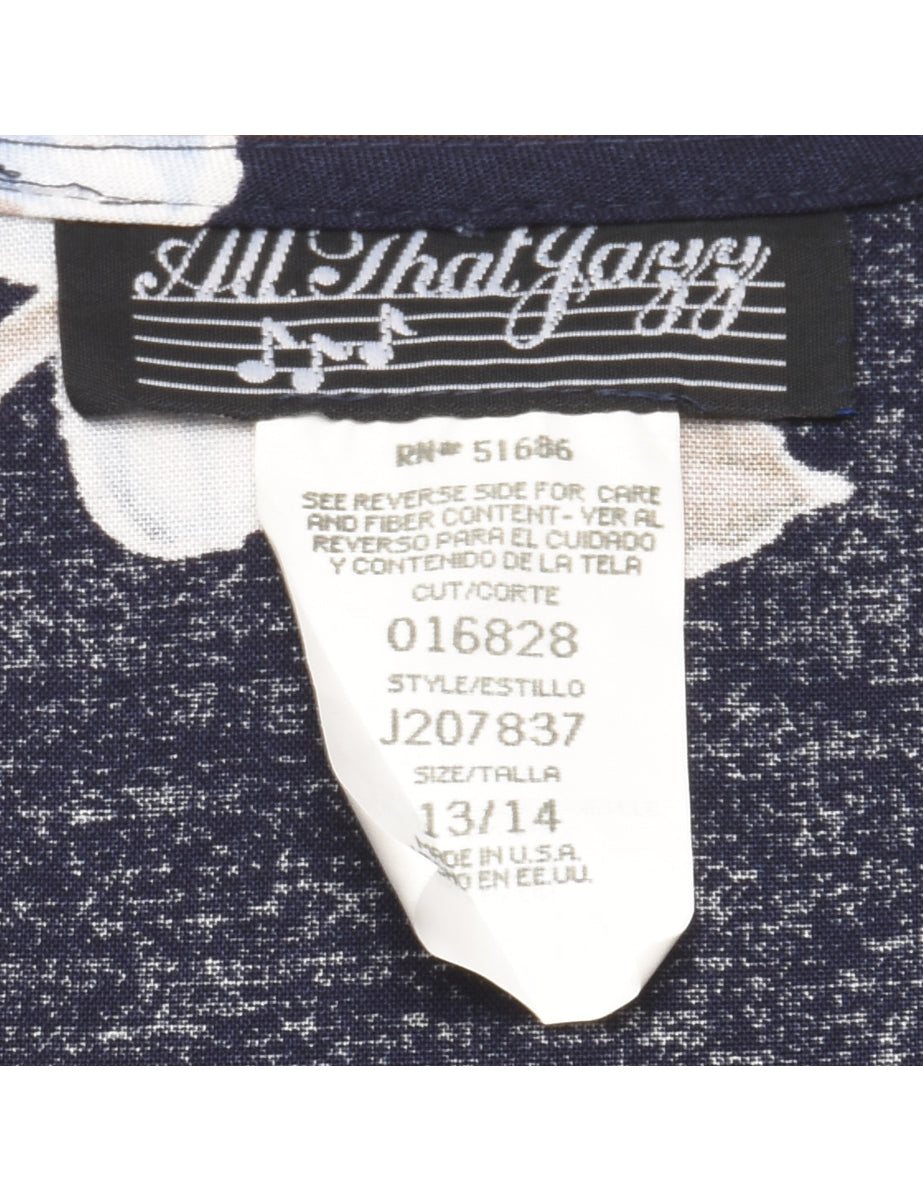 All That Jazz
RN# 51686
SEE REVERSE SIDE FOR CARE
AND FIBER CONTENT- VER AL
REVERSO PARA EL CUIDADO
Y CONTENIDO DE LA TELA
CUT/CORTE
016828
STYLE/ESTILLO
J207837
SIZE/TALLA
13/14
IN U.S.A.
EN EE.UU.